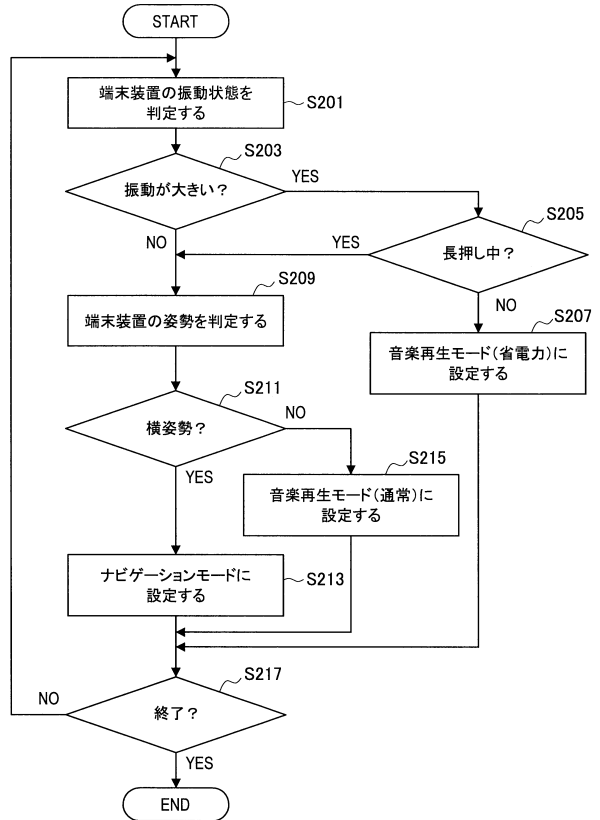 START
端末装置の振動状態を
判定する
S201
S203
振動が大きい？
YES
NO
S205
長押し中？
YES
NO
S207
音楽再生モード（省電力）に
設定する
S209
端末装置の姿勢を判定する
S211
横姿勢？
NO
YES
S215
音楽再生モード（通常）に
設定する
ナビゲーションモードに
設定する
S213
S217
終了？
NO
YES
END